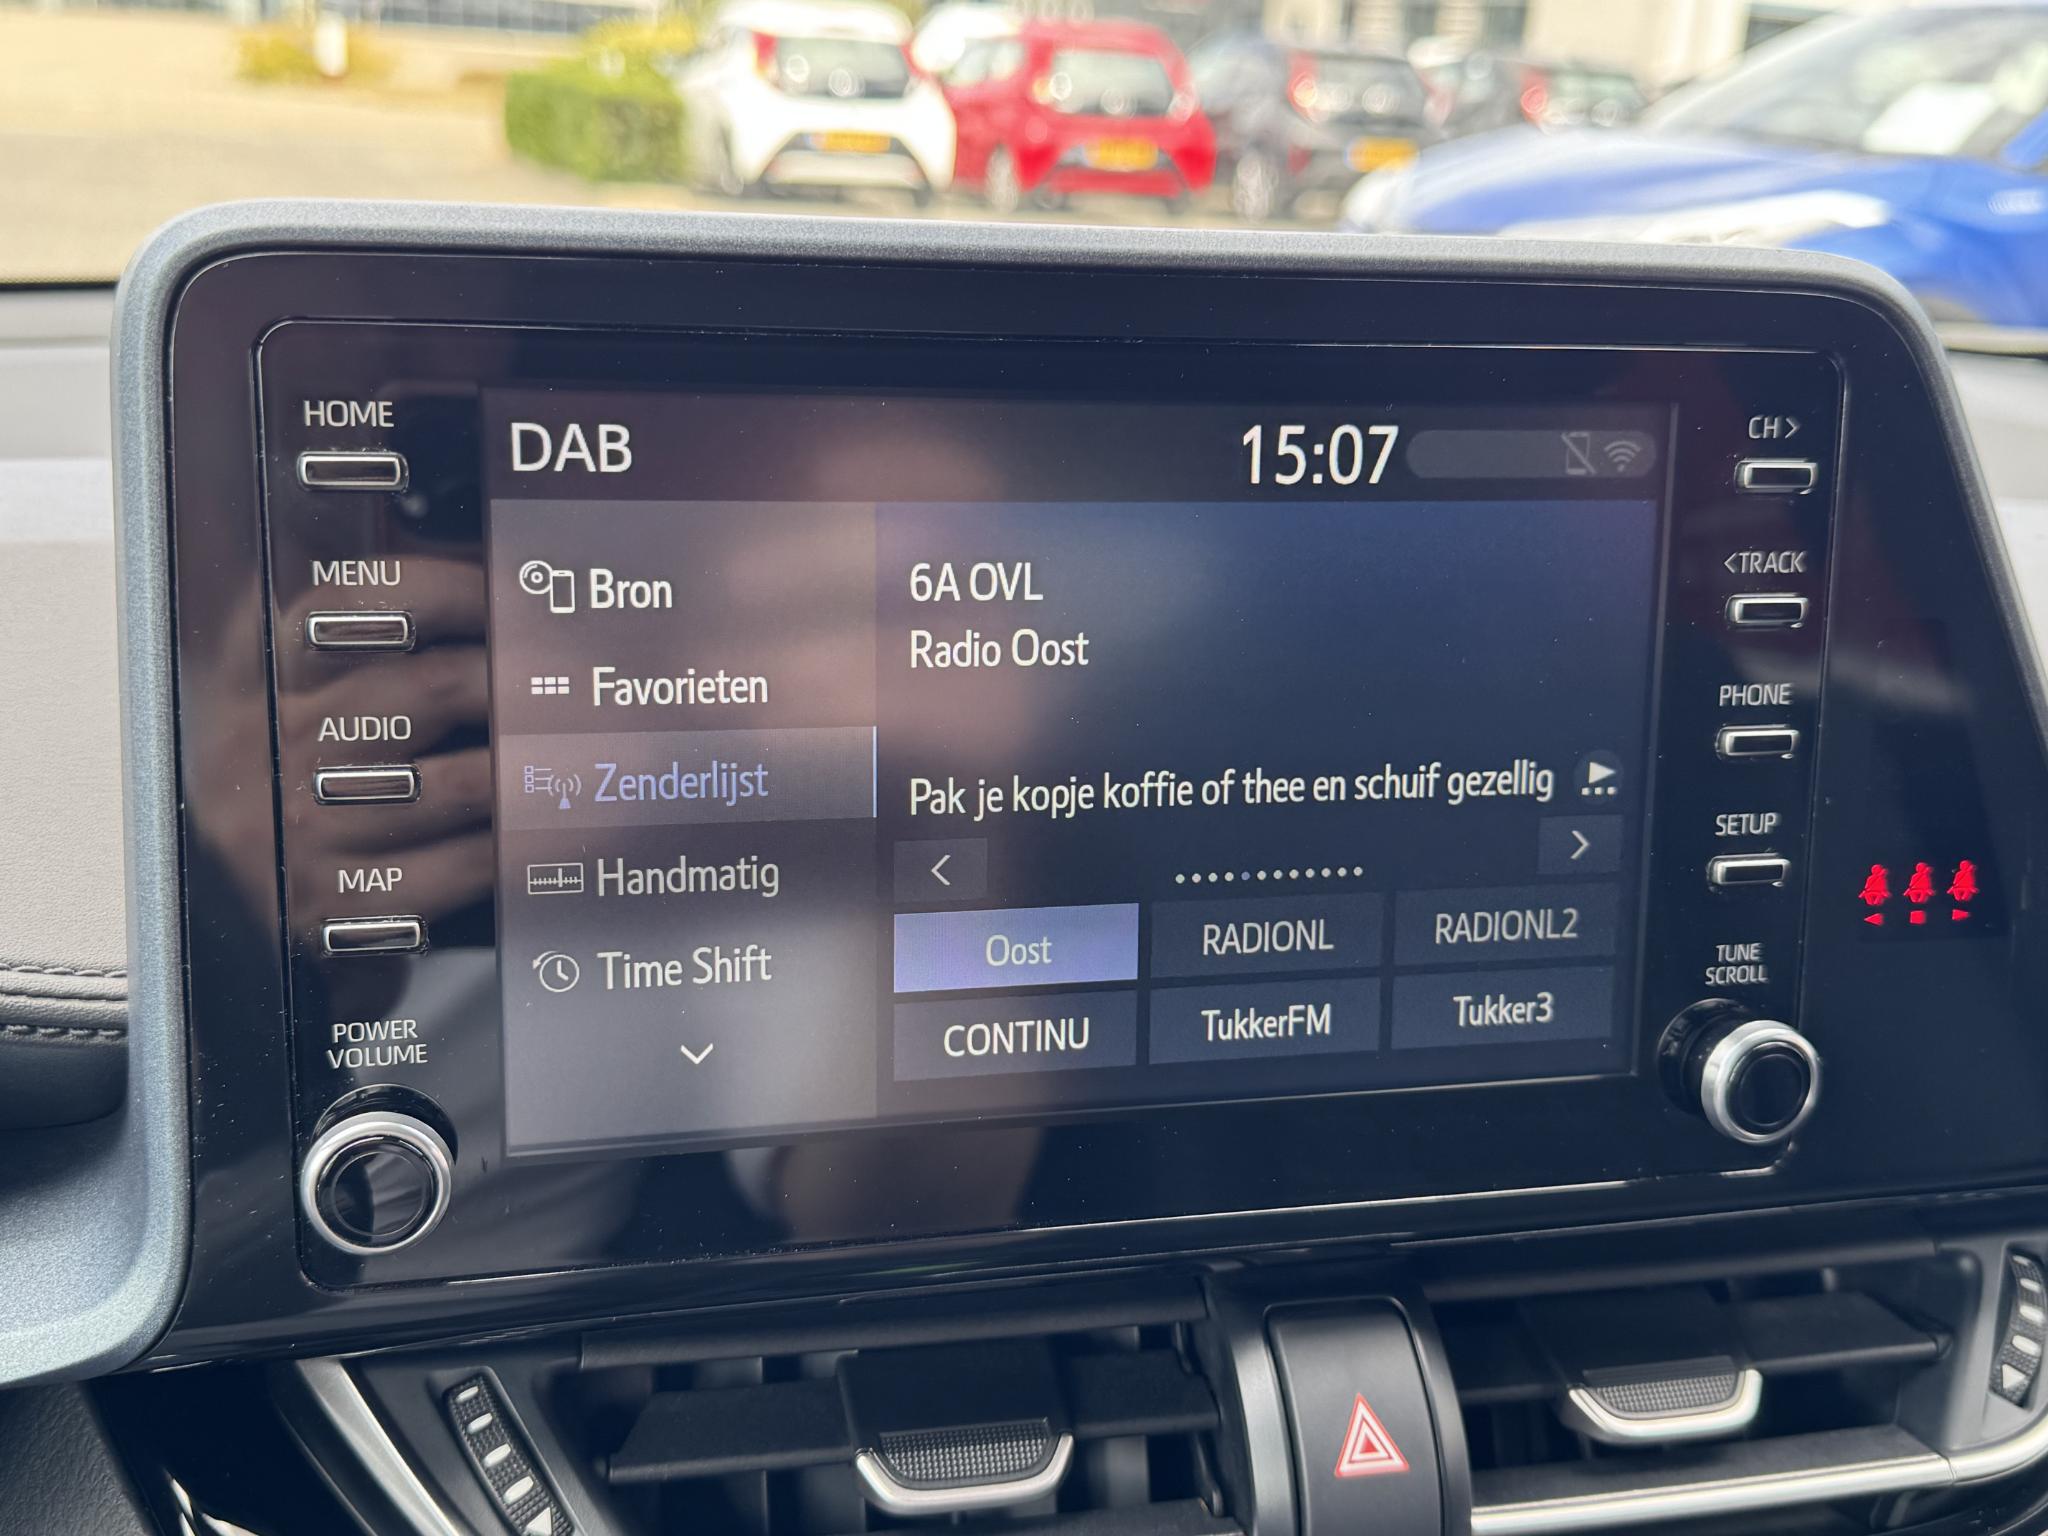 HOME
MENU
AUDIO
MAP
POWER
VOLUME
DAB
15:07
Bron
Favorieten
Zenderlijst
Handmatig
Time Shift
6A OVL
Radio Oost
Pak je kopje koffie of thee en schuif gezellig
Oost
RADIONL
RADIONL2
CONTINU
TukkerFM
Tukker3
CH>
<TRACK
PHONE
SETUP
TUNE
SCROLL